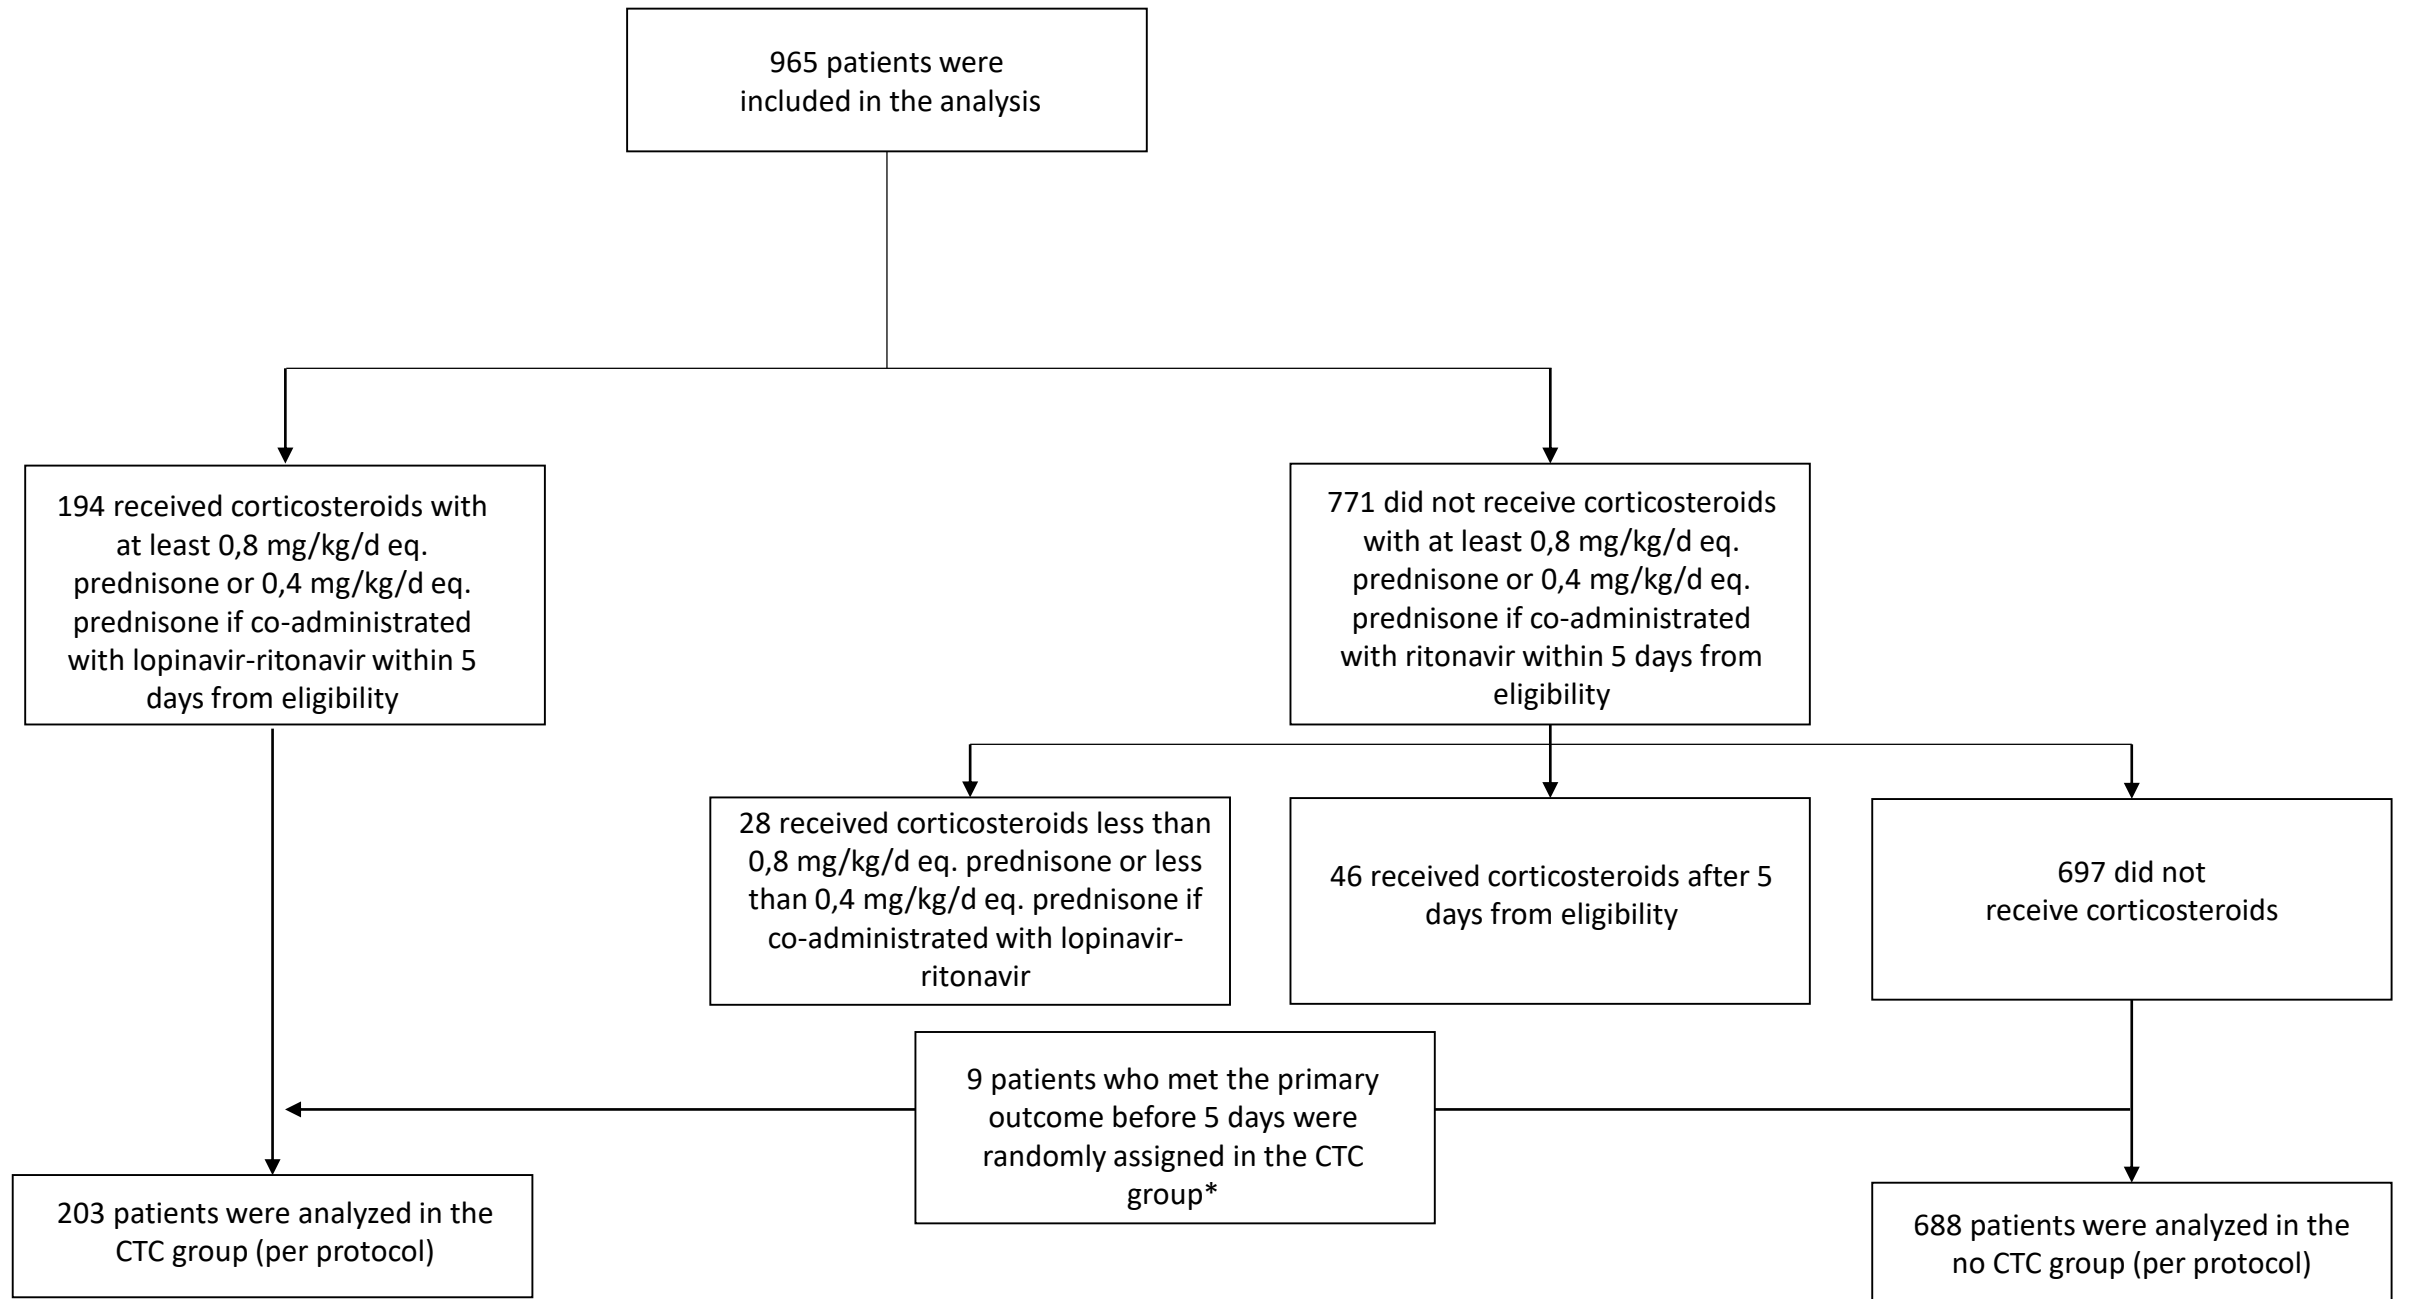 965 patients were
included in the analysis
194 received corticosteroids with
at least 0,8 mg/kg/d eq.
prednisone or 0,4 mg/kg/d eq.
prednisone if co-administrated
with lopinavir-ritonavir within 5
days from eligibility
771 did not receive corticosteroids
with at least 0,8 mg/kg/d eq.
prednisone or 0,4 mg/kg/d eq.
prednisone if co-administrated
with ritonavir within 5 days from
eligibility
28 received corticosteroids less than
0,8 mg/kg/d eq. prednisone or less
than 0,4 mg/kg/d eq. prednisone if
co-administrated with lopinavir-
ritonavir
46 received corticosteroids after 5
days from eligibility
697 did not
receive corticosteroids
9 patients who met the primary
outcome before 5 days were
randomly assigned in the CTC
group*
203 patients were analyzed in the
CTC group (per protocol)
688 patients were analyzed in the
no CTC group (per protocol)